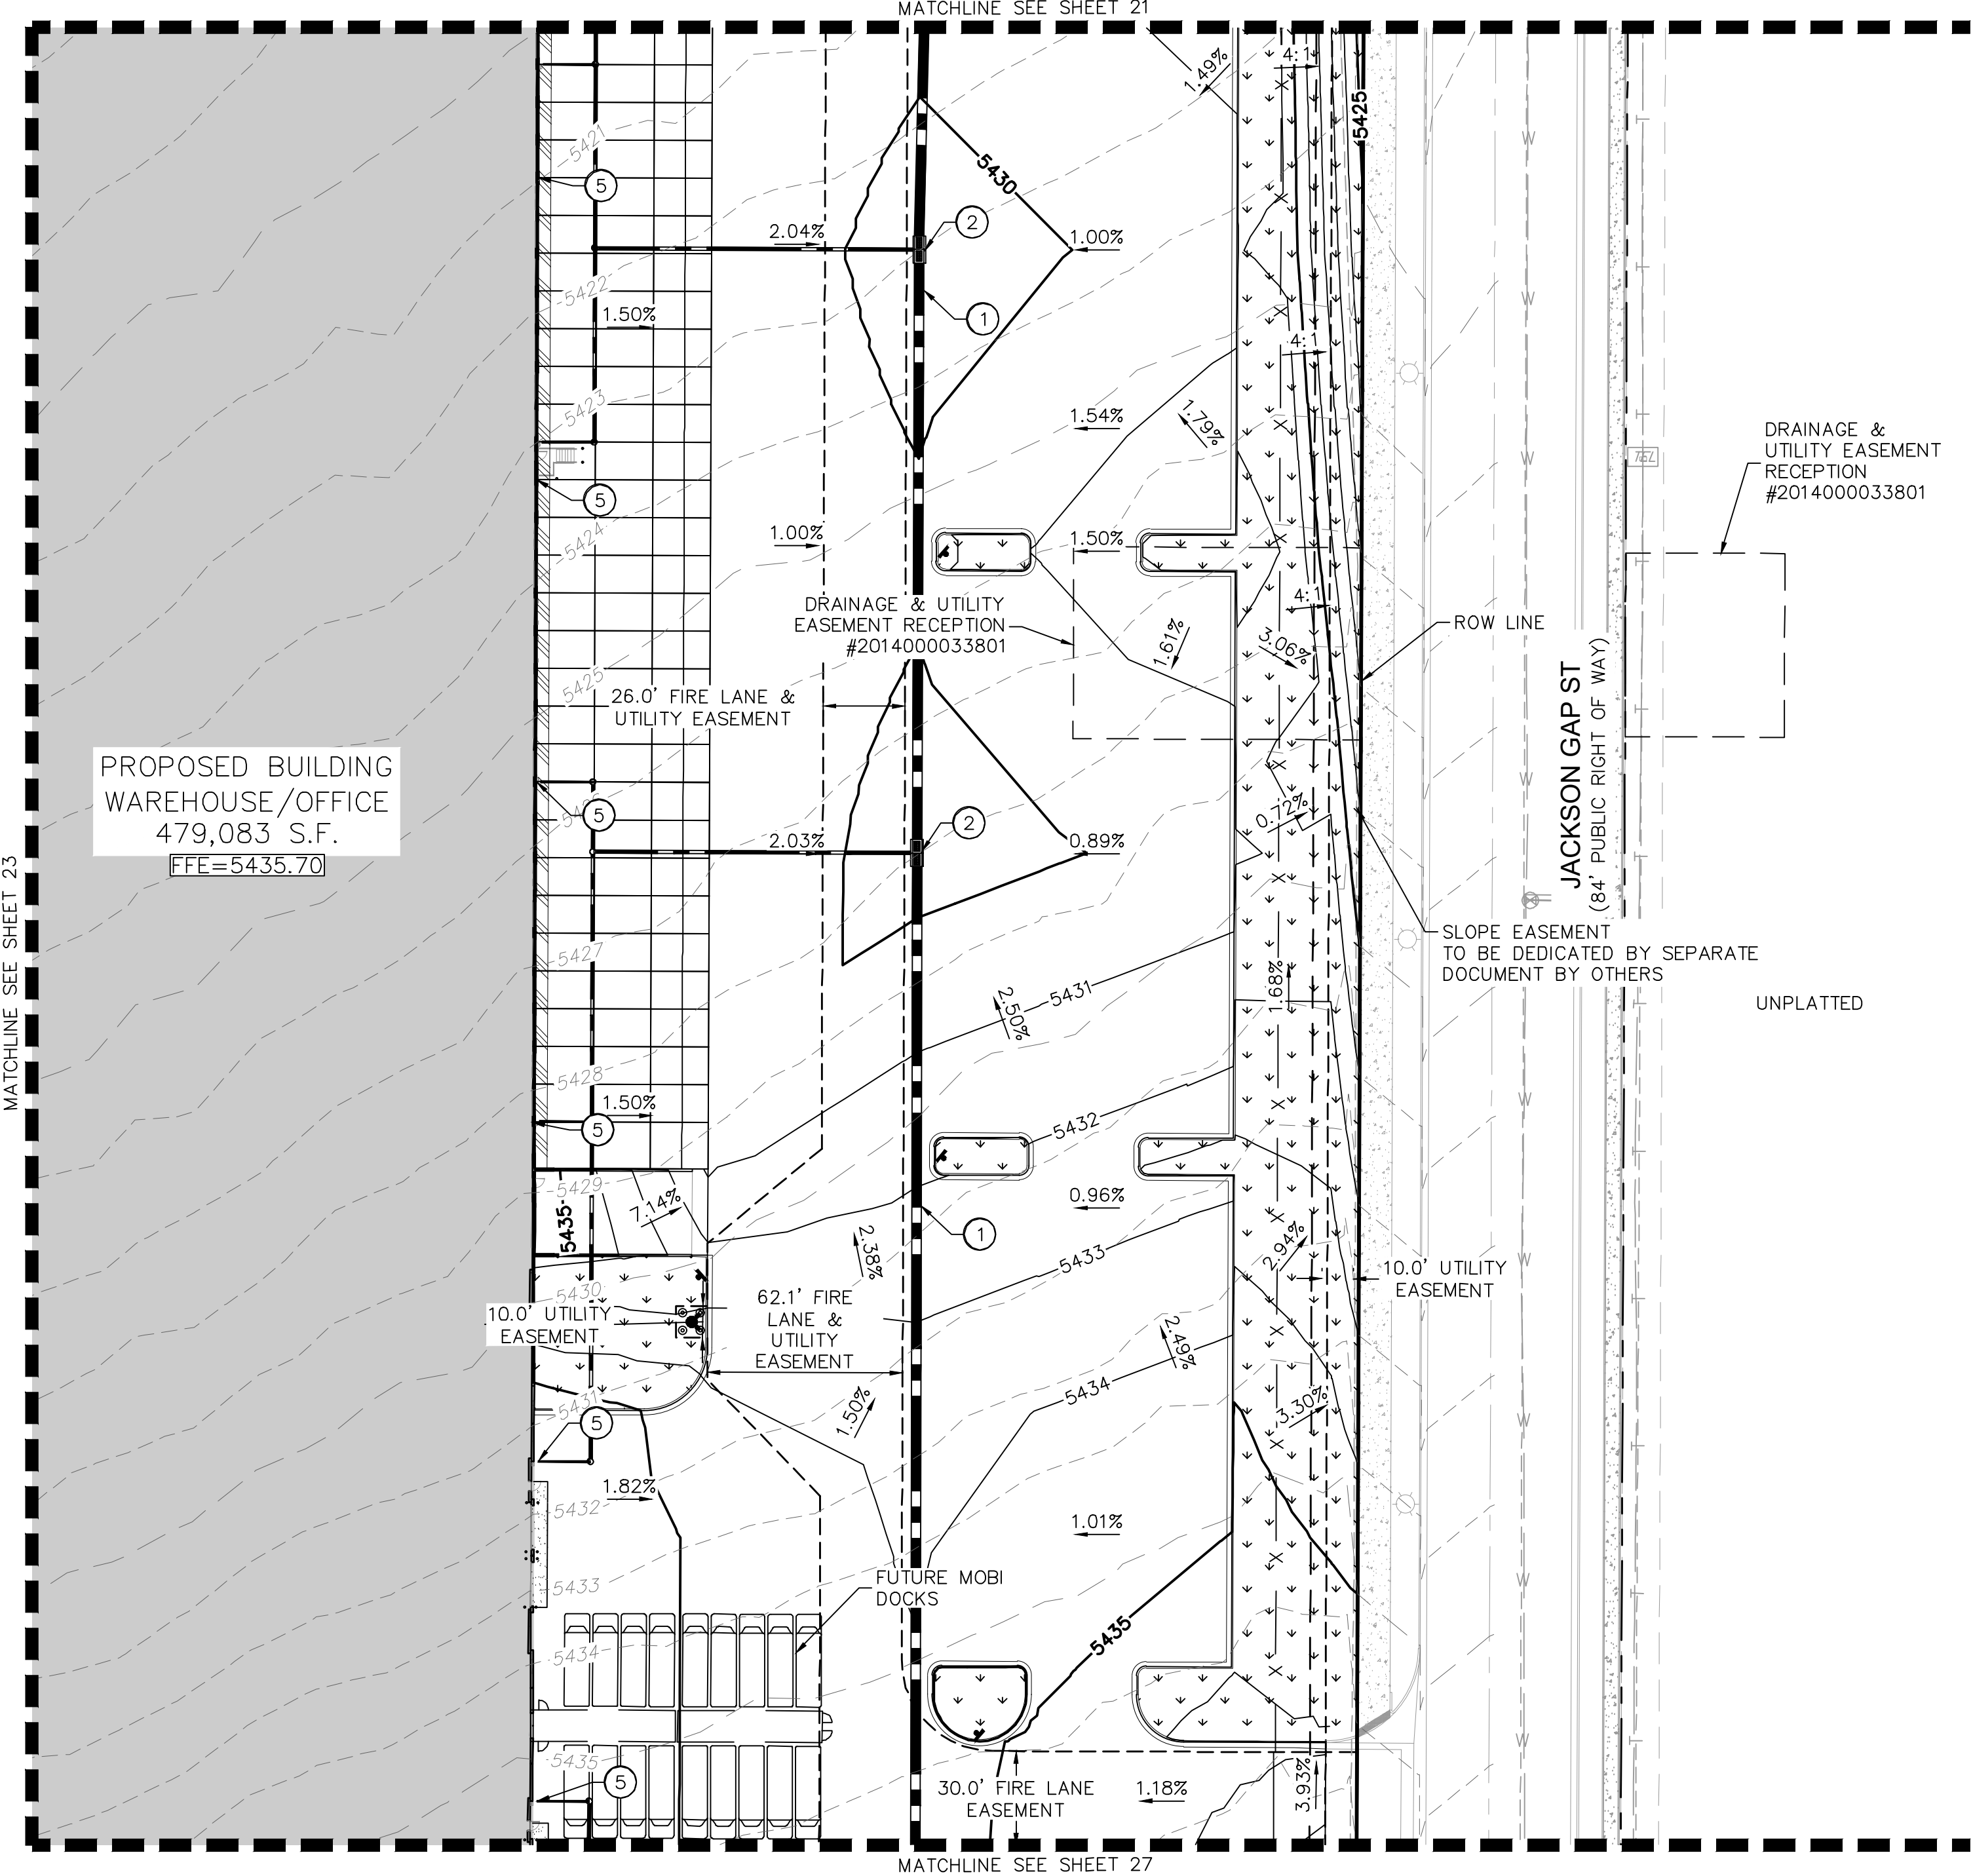 MATCHLINE SEE SHEET 21
4:1
1.49%
5425
5421
5
5430
2.04%
2
1.00%
5422
1.50%
1
4:1
5423
1.54%
1.79%
DRAINAGE &
UTILITY EASEMENT
RECEPTION
#2014000033801
5
5424
1.00%
1.50%
DRAINAGE & UTILITY
EASEMENT RECEPTION
#2014000033801
4:1
1.61%
3.06%
ROW LINE
5425
26.0' FIRE LANE &
UTILITY EASEMENT
JACKSON GAP ST
(84' PUBLIC RIGHT OF WAY)
PROPOSED BUILDING
WAREHOUSE/OFFICE
479,083 S.F.
FFE=5435.70
5
2.03%
2
0.89%
0.72%
MATCHLINE SEE SHEET 23
SLOPE EASEMENT
TO BE DEDICATED BY SEPARATE
DOCUMENT BY OTHERS
5427
5431
2.50%
1.68%
UNPLATTED
5428
1.50%
5
5432
5429
7.14%
5435
0.96%
1
2.38%
5433
2.94%
10.0' UTILITY
EASEMENT
5430
10.0' UTILITY
EASEMENT
62.1' FIRE
LANE &
UTILITY
EASEMENT
2.49%
5434
5431
5
1.50%
3.30%
1.82%
5432
1.01%
FUTURE MOBI
DOCKS
5433
5434
5435
5435
5
30.0' FIRE LANE
EASEMENT
1.18%
3.93%
MATCHLINE SEE SHEET 27